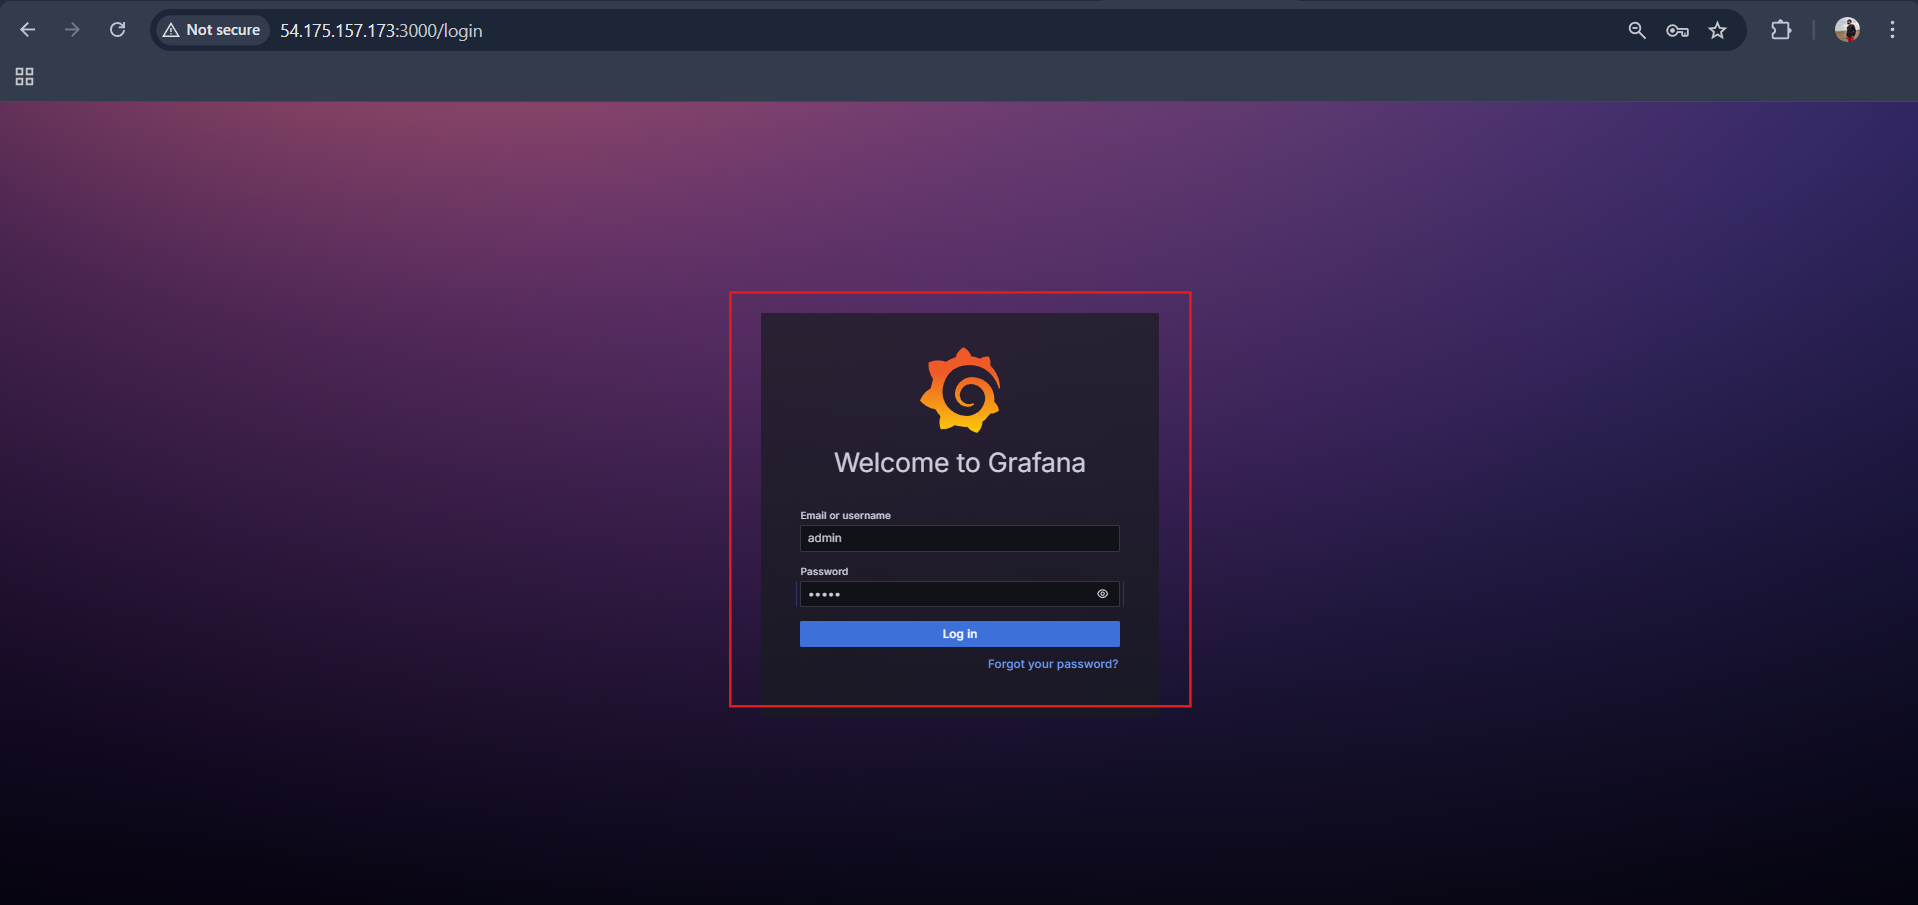 Not secure 54.175.157.173:3000/login
Welcome to Grafana
Email or username
admin
Password
•••••
Log in
Forgot your password?